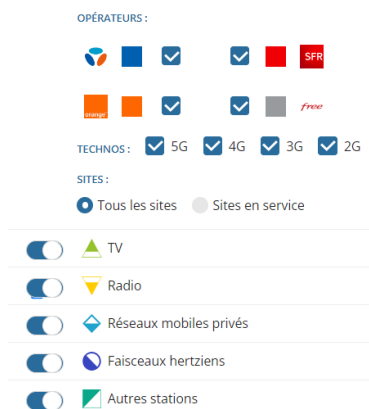 OPÉRATEURS :
SFR
orange free
TECHNOS : 5G 4G 3G 2G
SITES :
Tous les sites Sites en service
TV
Radio
Réseaux mobiles privés
Faisceaux hertziens
Autres stations